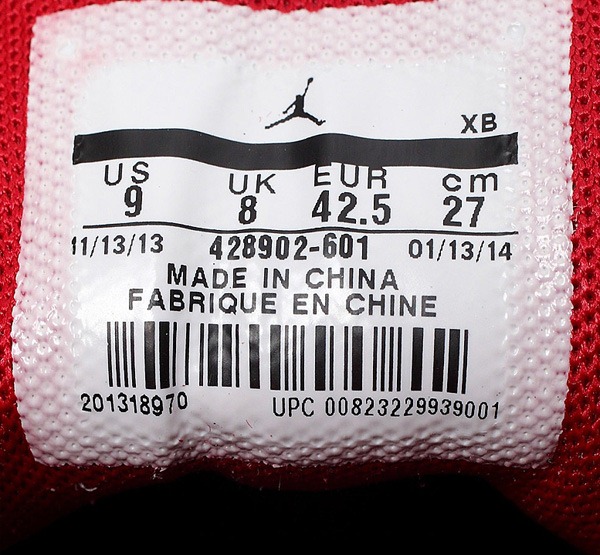 XB
US UK EUR cm
9 8 42.5 27
11/13/13 428902-601 01/13/14
MADE IN CHINA
FABRIQUE EN CHINE
201318970 UPC 00823229939001